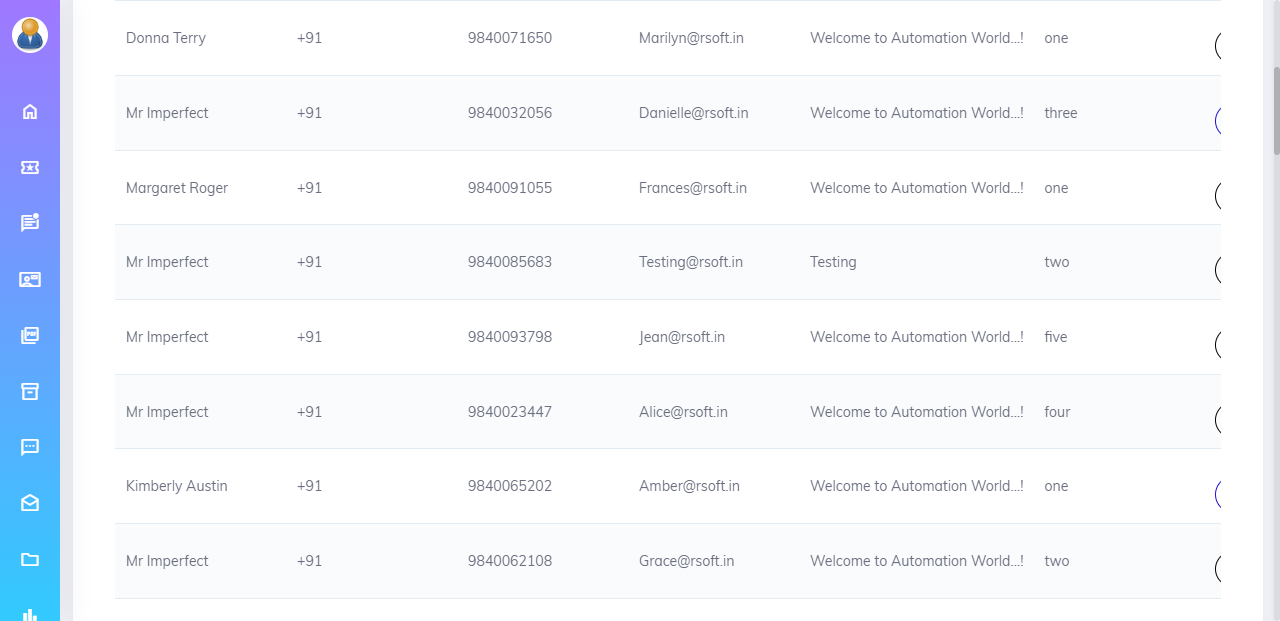 Donna Terry +91 9840071650 Marilyn@rsoft.in Welcome to Automation World...! one
Mr Imperfect +91 9840032056 Danielle@rsoft.in Welcome to Automation World...! three
Margaret Roger +91 9840091055 Frances@rsoft.in Welcome to Automation World...! one
Mr Imperfect +91 9840085683 Testing@rsoft.in Testing two
Mr Imperfect +91 9840093798 Jean@rsoft.in Welcome to Automation World...! five
Mr Imperfect +91 9840023447 Alice@rsoft.in Welcome to Automation World...! four
Kimberly Austin +91 9840065202 Amber@rsoft.in Welcome to Automation World...! one
Mr Imperfect +91 9840062108 Grace@rsoft.in Welcome to Automation World...! two